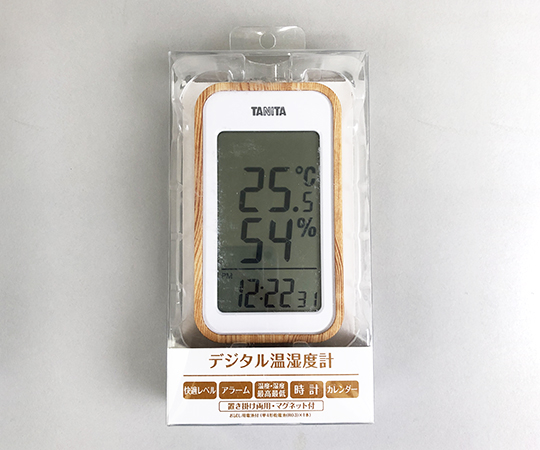 TANITA
25.5℃
54%
PM
12:22 31
デジタル温湿度計
快適レベル アラーム 温度・湿度 最高最低 時計 カレンダー
置き掛け両用・マグネット付